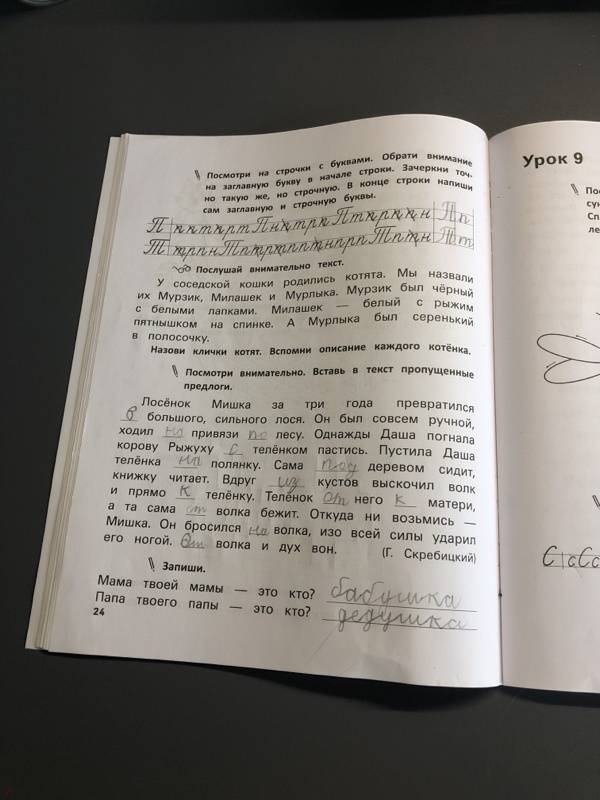 Посмотри на строчки с буквами. Обрати внимание
на заглавную букву в начале строки. Зачеркни точ-
но такую же, но строчную. В конце строки напиши
сам заглавную и строчную буквы.
П пкткртПнктрпПткркпн Пп
Т трпнТпктрктпптнпрпТптн Тт
Послушай внимательно текст.
У соседской кошки родились котята. Мы назвали
их Мурзик, Милашек и Мурлыка. Мурзик был чёрный
с белыми лапками. Милашек — белый с рыжим
пятнышком на спинке. А Мурлыка был серенький
в полосочку.
Назови клички котят. Вспомни описание каждого котёнка.
Посмотри внимательно. Вставь в текст пропущенные
предлоги.
Лосёнок Мишка за три года превратился
в большого, сильного лося. Он был совсем ручной,
ходил на привязи по лесу. Однажды Даша погнала
корову Рыжуху с телёнком пастись. Пустила Даша
телёнка на полянку. Сама под деревом сидит,
книжку читает. Вдруг из кустов выскочил волк
и прямо к телёнку. Телёнок от него к матери,
а та сама от волка бежит. Откуда ни возьмись —
Мишка. Он бросился на волка, изо всей силы ударил
его ногой. От волка и дух вон. (Г. Скребицкий)
Запиши.
Мама твоей мамы — это кто? бабушка
Папа твоего папы — это кто? дедушка
24
Урок 9